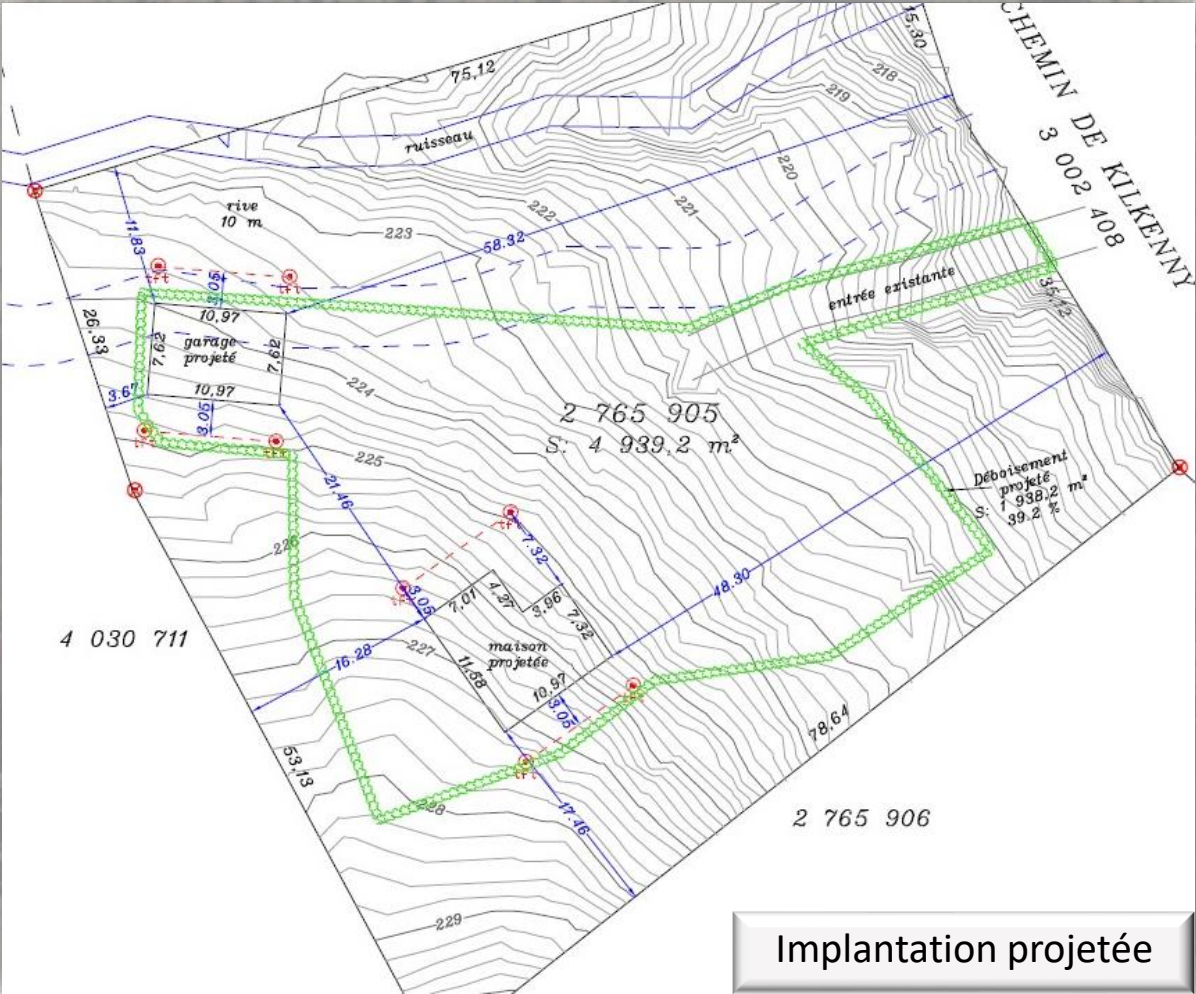 15,30
CHEMIN DE KILKENNY
3 002 408
75,12
218
219
ruisseau
220
rive
10 m
222
221
11.83
223
58.32
3.05
entrée existante
35,12
10,97
26,33
7,62
garage
projeté
7,62
10,97
3.67
224
3.05
2 765 905
S: 4 939,2 m²
225
21.46
Déboisement
projeté
S: 1 938.2 m²
39.2 %
226
7.32
48.30
3.05
7,01
4,27
3,96
7,32
4 030 711
227
16.28
maison
projetée
11,58
10,97
3.05
78,64
53,13
228
17.46
2 765 906
229
Implantation projetée